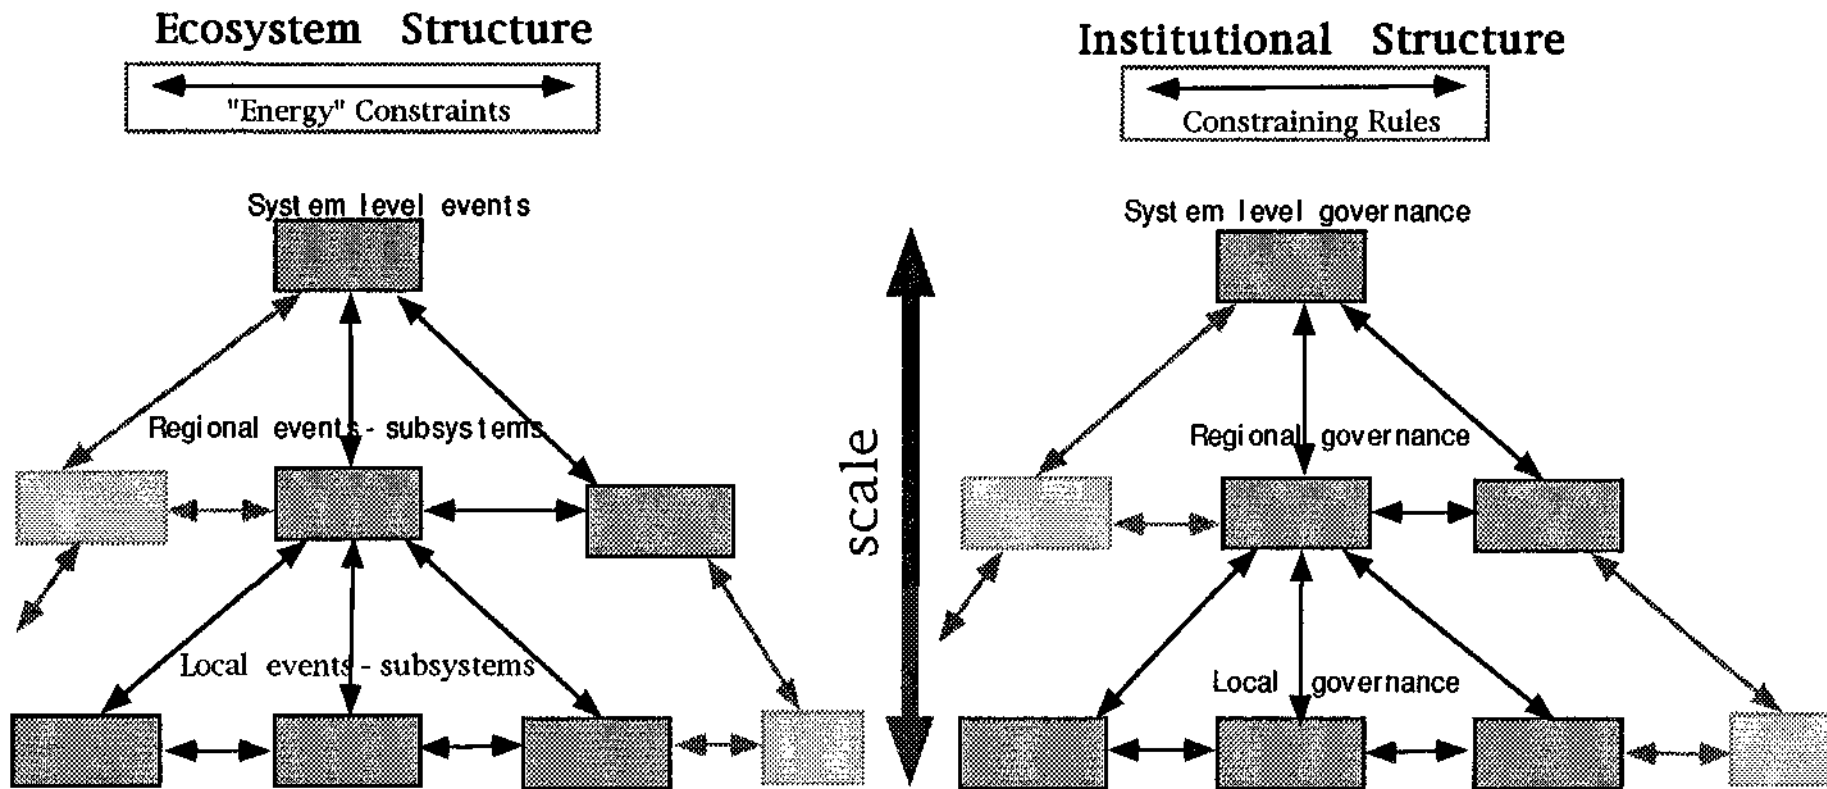 Ecosystem Structure
"Energy" Constraints
System level events
Regional events - subsystems
Local events - subsystems
scale
Institutional Structure
Constraining Rules
System level governance
Regional governance
Local governance